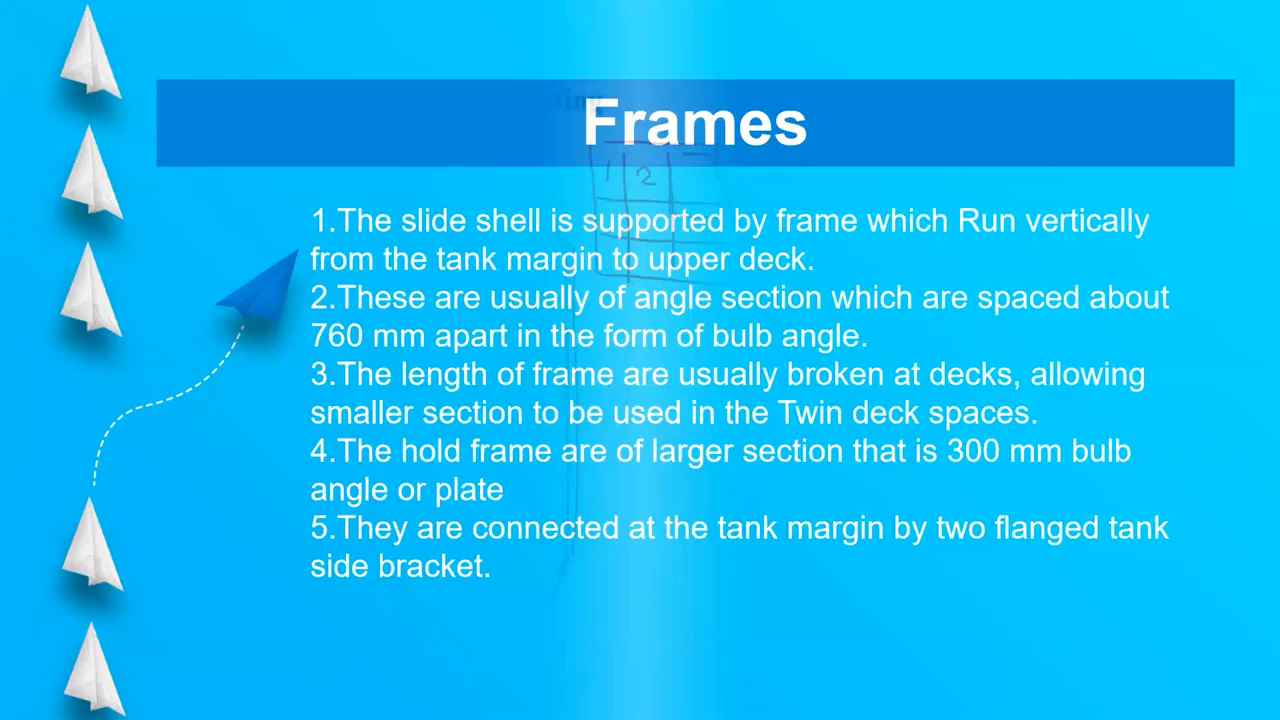 Frames
1 2
1.The slide shell is supported by frame which Run vertically
from the tank margin to upper deck.
2.These are usually of angle section which are spaced about
760 mm apart in the form of bulb angle.
3.The length of frame are usually broken at decks, allowing
smaller section to be used in the Twin deck spaces.
4.The hold frame are of larger section that is 300 mm bulb
angle or plate
5.They are connected at the tank margin by two flanged tank
side bracket.